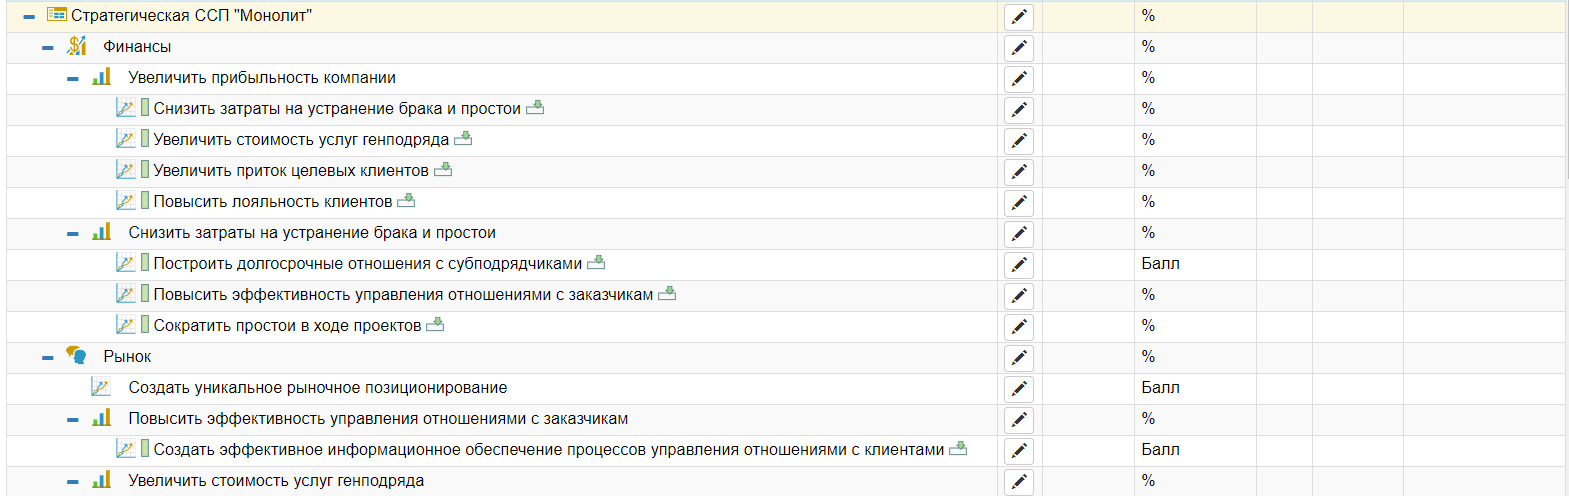 Стратегическая ССП "Монолит" %
Финансы %
Увеличить прибыльность компании %
Снизить затраты на устранение брака и простои %
Увеличить стоимость услуг генподряда %
Увеличить приток целевых клиентов %
Повысить лояльность клиентов %
Снизить затраты на устранение брака и простои %
Построить долгосрочные отношения с субподрядчиками Балл
Повысить эффективность управления отношениями с заказчикам %
Сократить простои в ходе проектов %
Рынок %
Создать уникальное рыночное позиционирование Балл
Повысить эффективность управления отношениями с заказчикам %
Создать эффективное информационное обеспечение процессов управления отношениями с клиентами Балл
Увеличить стоимость услуг генподряда %